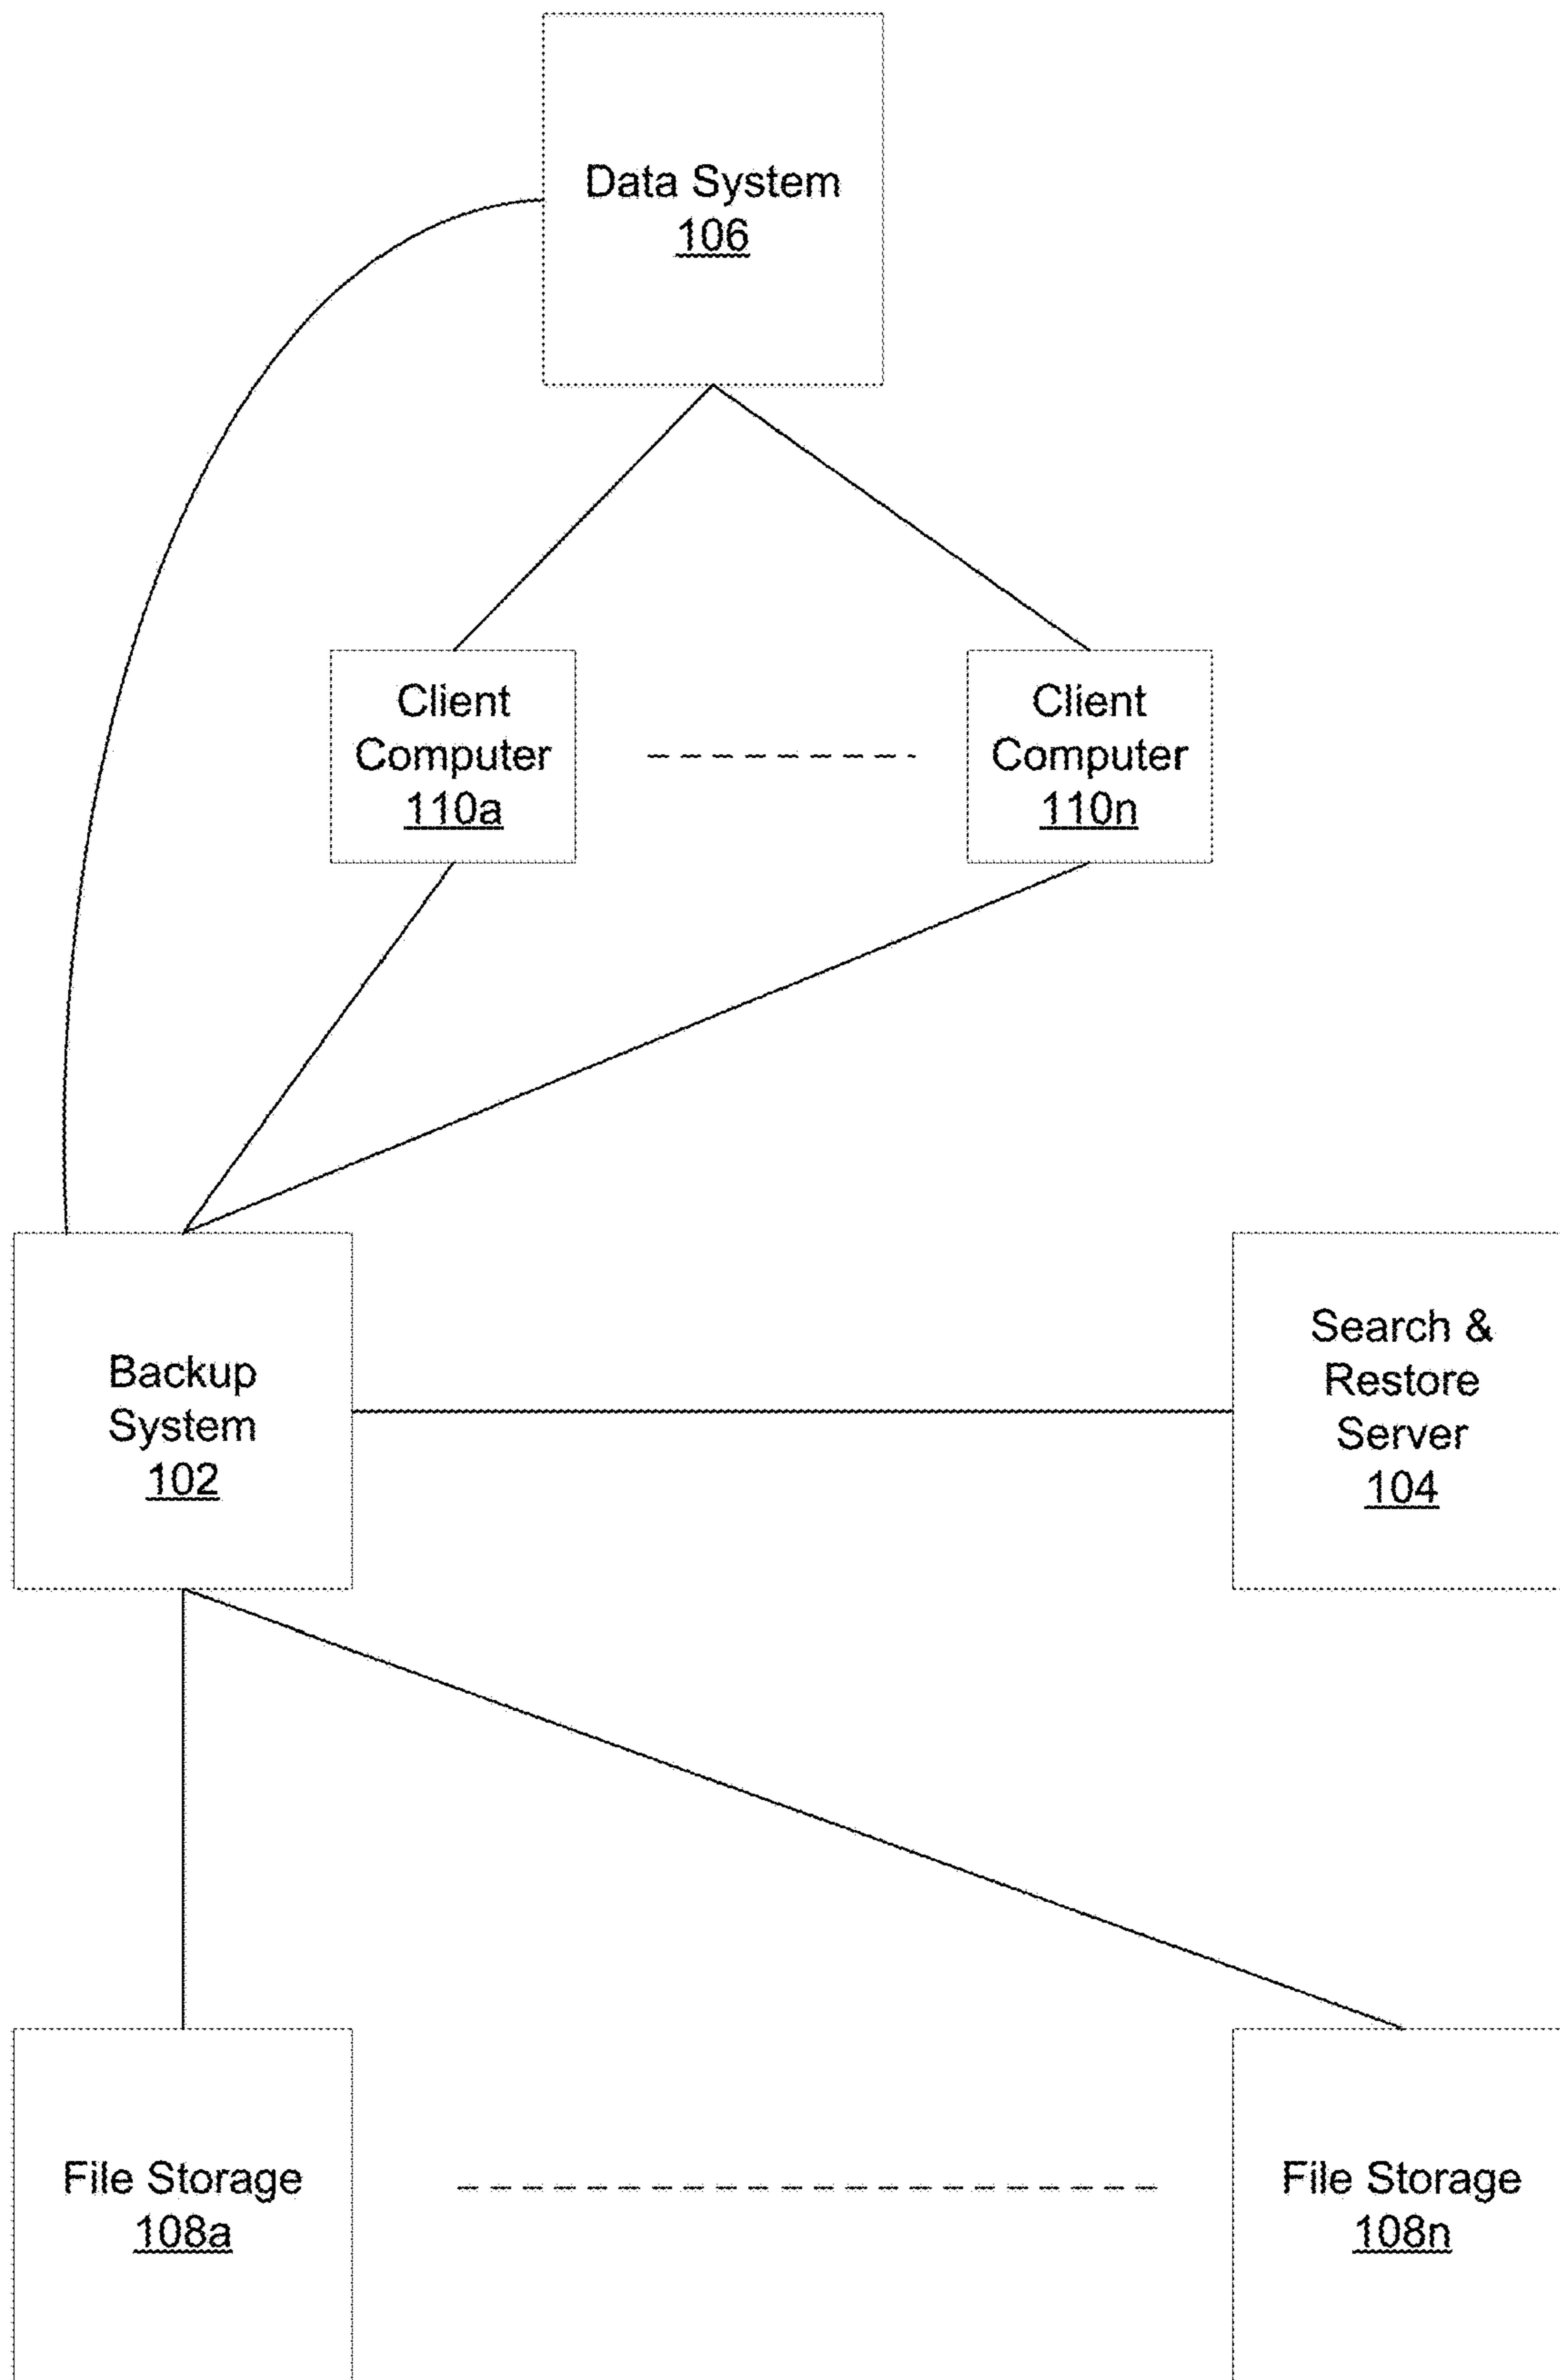 Data System
106
Client
Computer
110a
Client
Computer
110n
Backup
System
102
Search &
Restore
Server
104
File Storage
108a
File Storage
108n